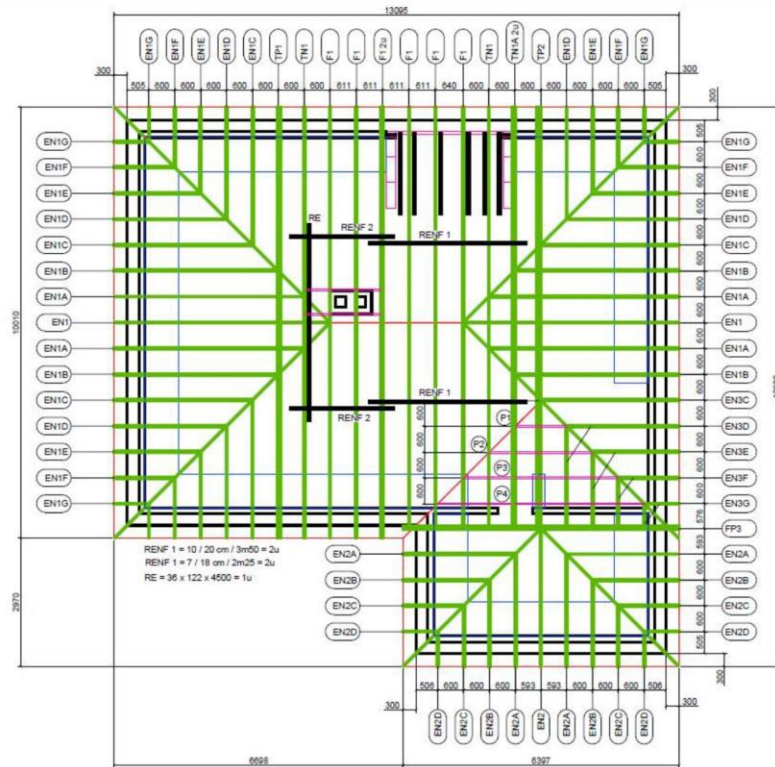 13095
EN1G EN1F EN1E EN1D EN1C TP1 TN1 F1 F1 F1 2u F1 F1 F1 TN1 TN1A 2u TP2 EN1D EN1E EN1F EN1G
300 300
505 600 600 600 600 600 600 611 611 611 611 640 600 600 600 600 600 600 505
300
EN1G 505 EN1G
EN1F 600 EN1F
EN1E 600 EN1E
EN1D 600 EN1D
RE RENF 2 RENF 1
EN1C 600 EN1C
EN1B 600 EN1B
EN1A 600 EN1A
10010
EN1 600 EN1
EN1A 600 EN1A
EN1B 600 EN1B
RENF 1
EN1C 600 EN3C
RENF 2
P1
EN1D 600 600 EN3D
P2
EN1E 600 600 EN3E
P3
EN1F 600 600 EN3F
P4
EN1G 600 EN3G
576
FP3
RENF 1 = 10 / 20 cm / 3m50 = 2u
593
RENF 1 = 7 / 18 cm / 2m25 = 2u
EN2A EN2A
RE = 36 x 122 x 4500 = 1u
600
EN2B EN2B
2970
600
EN2C EN2C
600
EN2D EN2D
505
300
506 600 600 600 593 593 600 600 600 506
300 300
EN2D EN2C EN2B EN2A EN2 EN2A EN2B EN2C EN2D
6698 6397